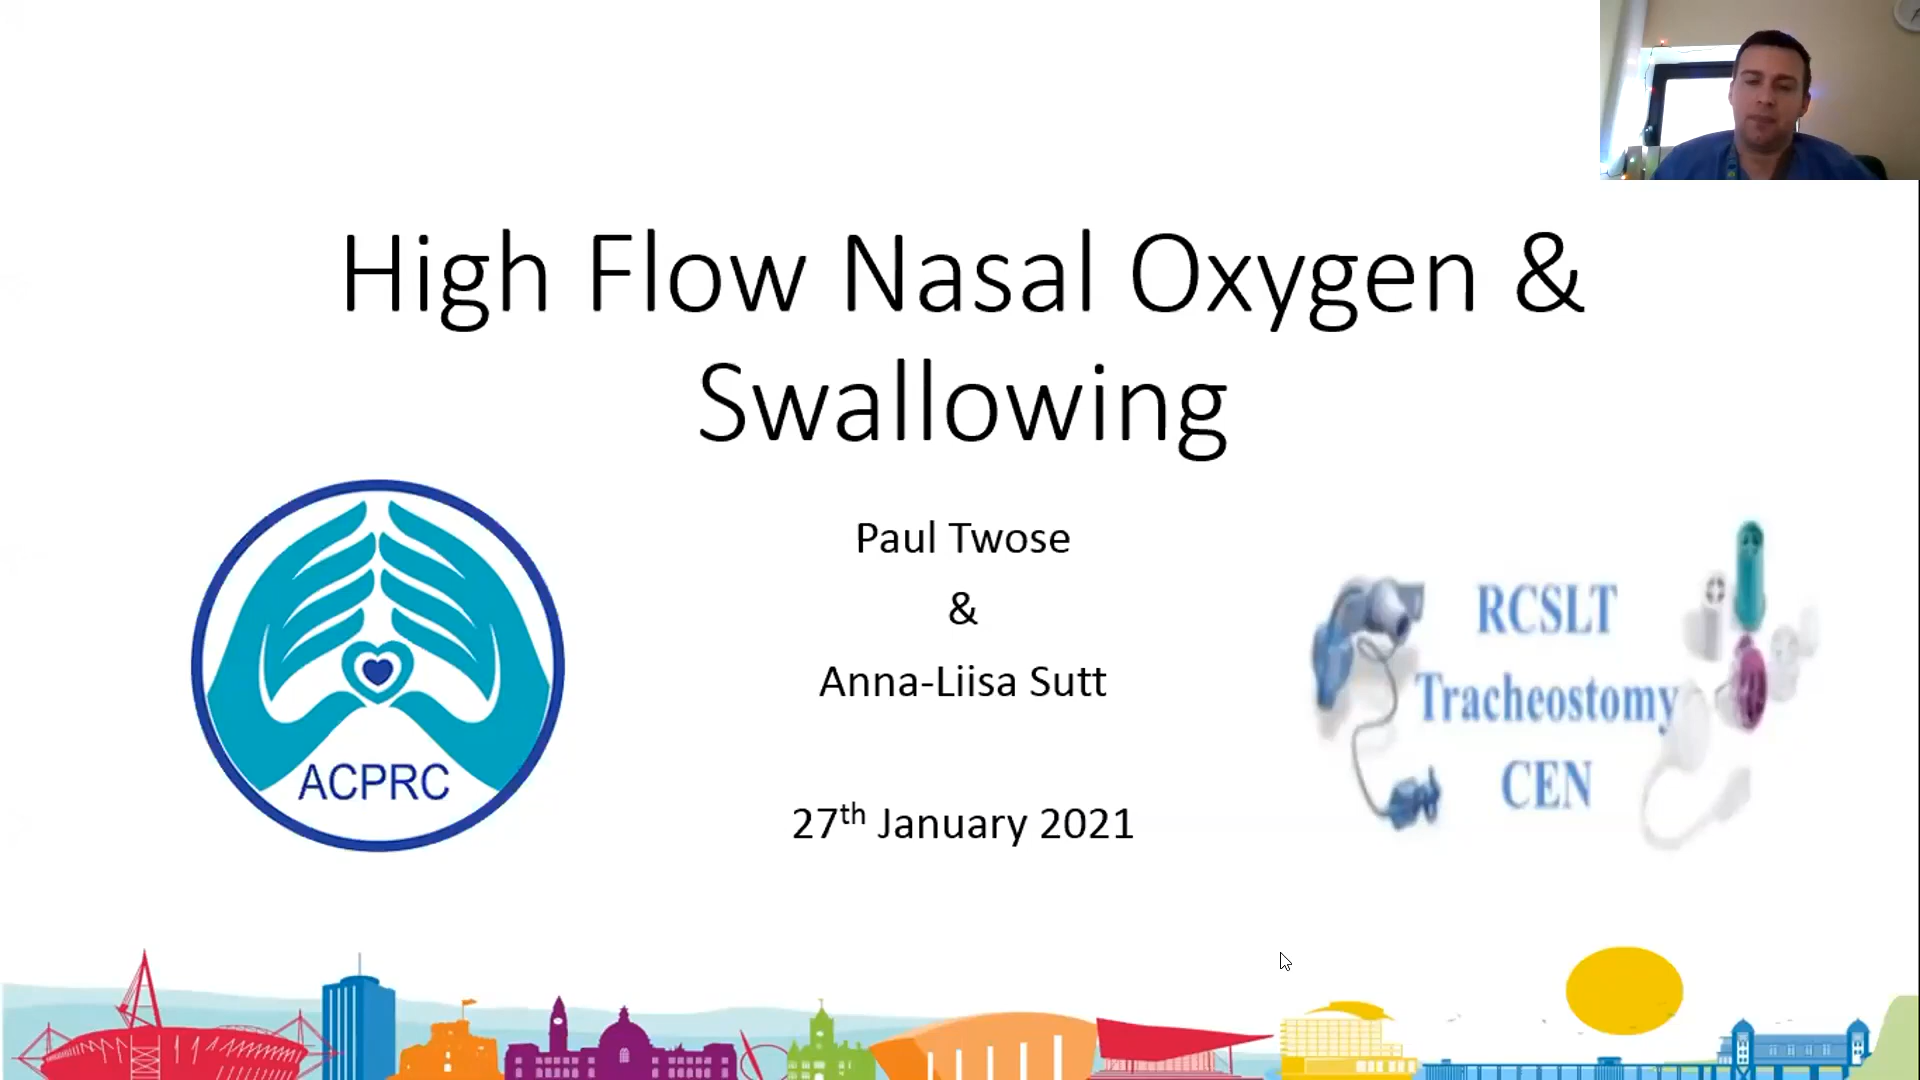 High Flow Nasal Oxygen &
Swallowing
Paul Twose
&
Anna-Liisa Sutt
27th January 2021
ACPRC
RCSLT
Tracheostomy
CEN